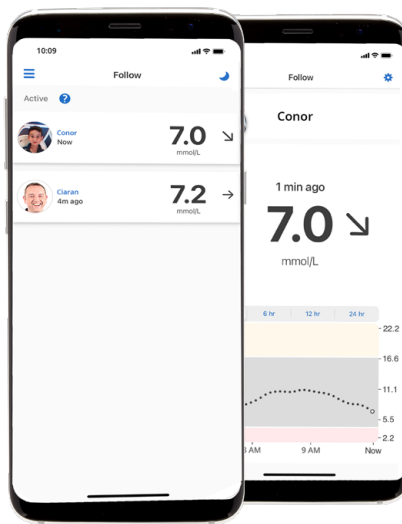 10:09
Follow
Active ?
Conor
Now
7.0
mmol/L
Ciaran
4m ago
7.2
mmol/L
Follow
Conor
1 min ago
7.0
mmol/L
6 hr 12 hr 24 hr
22.2
16.6
11.1
5.5
2.2
AM 9 AM Now